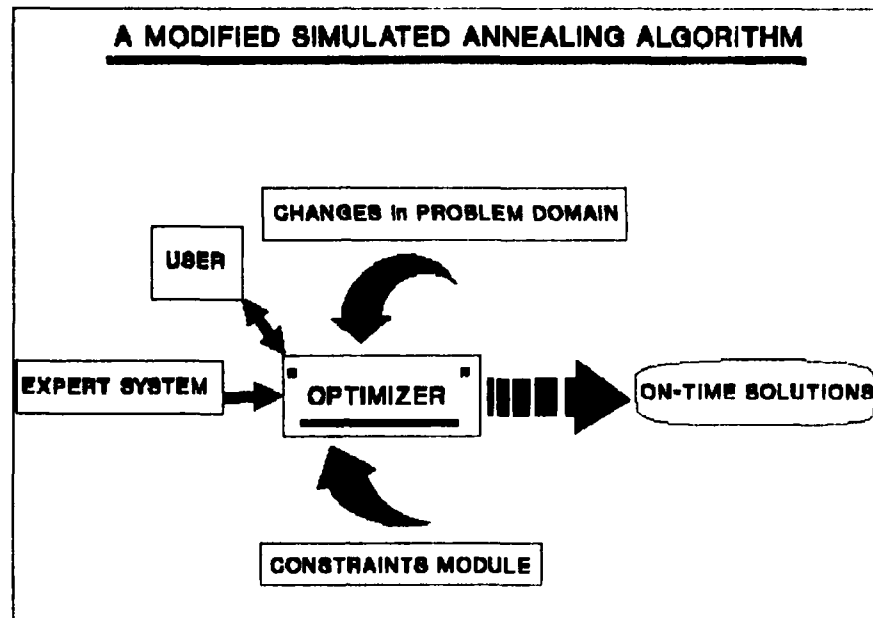 A MODIFIED SIMULATED ANNEALING ALGORITHM
CHANGES in PROBLEM DOMAIN
USER
EXPERT SYSTEM
" OPTIMIZER "
ON-TIME SOLUTIONS
CONSTRAINTS MODULE